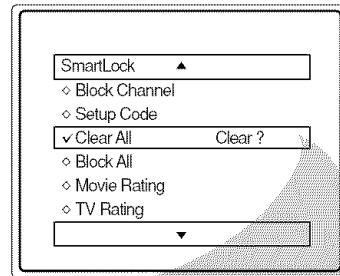 SmartLock ▲
◇ Block Channel
◇ Setup Code
✓ Clear All Clear ?
◇ Block All
◇ Movie Rating
◇ TV Rating
▼